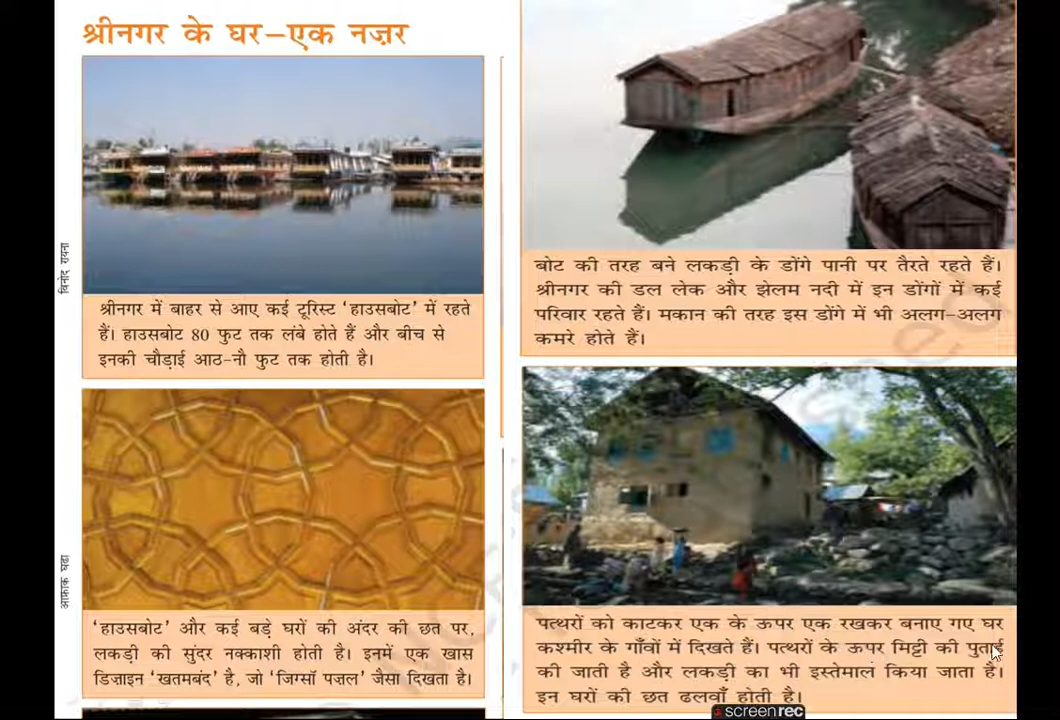 श्रीनगर के घर–एक नज़र
विनोद रायना
श्रीनगर में बाहर से आए कई टूरिस्ट 'हाउसबोट' में रहते
हैं। हाउसबोट 80 फुट तक लंबे होते हैं और बीच से
इनकी चौड़ाई आठ–नौ फुट तक होती है।
आफ़ाक घडा
'हाउसबोट' और कई बड़े घरों की अंदर की छत पर,
लकड़ी की सुंदर नक्काशी होती है। इनमें एक खास
डिज़ाइन 'खतमबंद' है, जो 'जिग्सॉ पज़ल' जैसा दिखता है।
बोट की तरह बने लकड़ी के डोंगे पानी पर तैरते रहते हैं।
श्रीनगर की डल लेक और झेलम नदी में इन डोंगों में कई
परिवार रहते हैं। मकान की तरह इस डोंगे में भी अलग–अलग
कमरे होते हैं।
पत्थरों को काटकर एक के ऊपर एक रखकर बनाए गए घर
कश्मीर के गाँवों में दिखते हैं। पत्थरों के ऊपर मिट्टी की पुताई
की जाती है और लकड़ी का भी इस्तेमाल किया जाता है।
इन घरों की छत ढलवाँ होती है।
screenrec